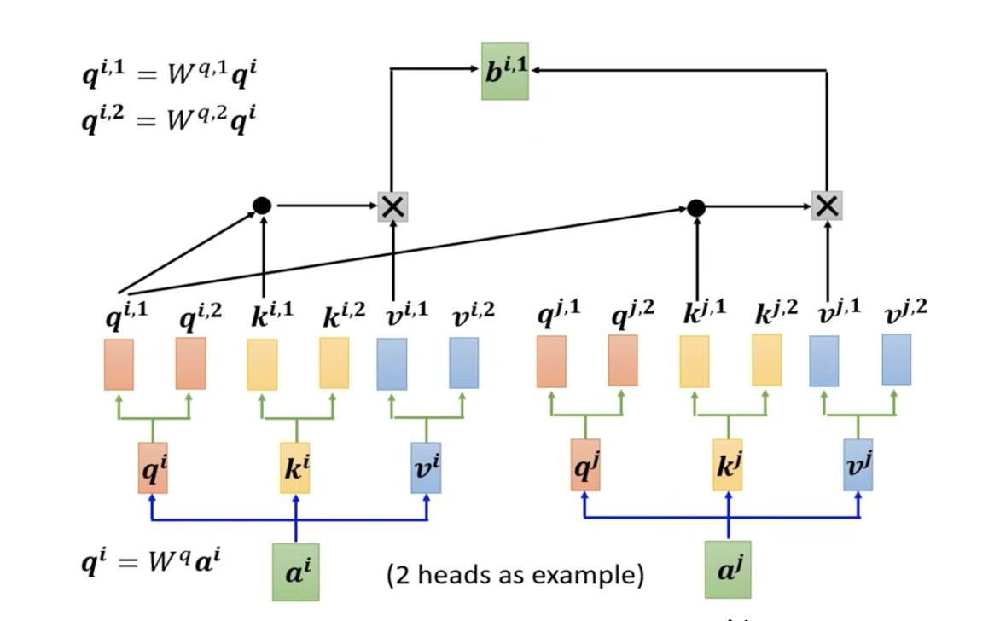 q^{i,1} = W^{q,1}q^i
q^{i,2} = W^{q,2}q^i
b^{i,1}
q^{i,1} q^{i,2} k^{i,1} k^{i,2} v^{i,1} v^{i,2} q^{j,1} q^{j,2} k^{j,1} k^{j,2} v^{j,1} v^{j,2}
q^i k^i v^i q^j k^j v^j
q^i = W^q a^i
a^i
(2 heads as example)
a^j